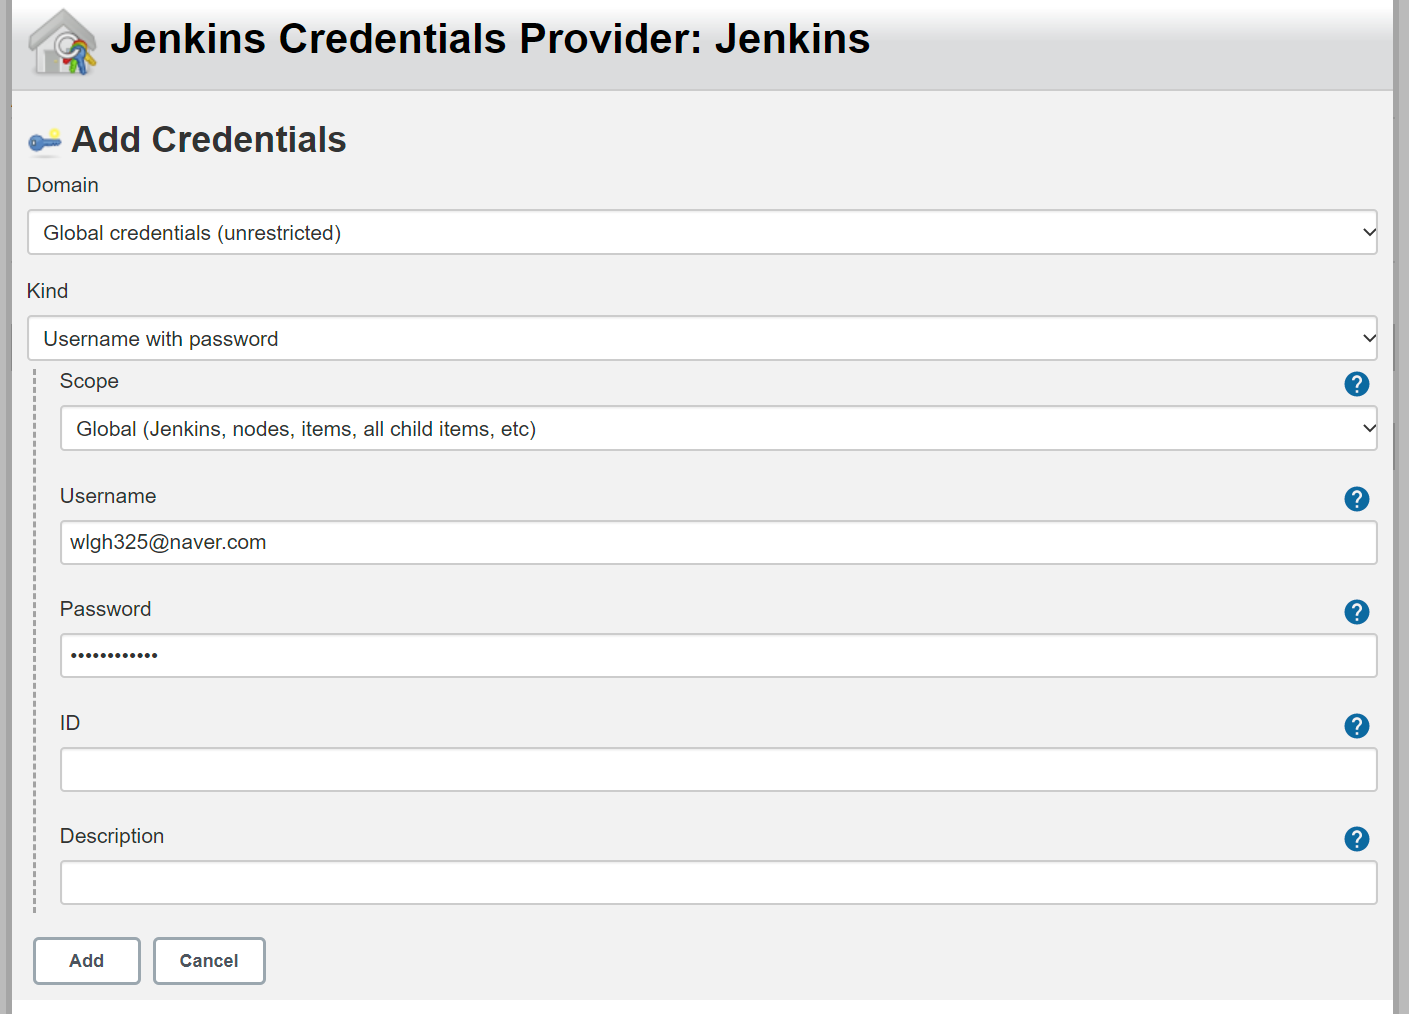 Jenkins Credentials Provider: Jenkins
Add Credentials
Domain
Global credentials (unrestricted)
Kind
Username with password
Scope
Global (Jenkins, nodes, items, all child items, etc)
Username
wlgh325@naver.com
Password
••••••••••••
ID
Description
Add
Cancel